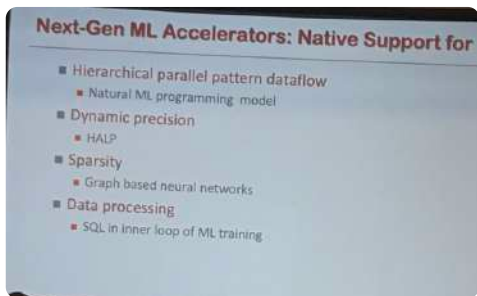 Next-Gen ML Accelerators: Native Support for
Hierarchical parallel pattern dataflow
Natural ML programming model
Dynamic precision
HALP
Sparsity
Graph based neural networks
Data processing
SQL in inner loop of ML training